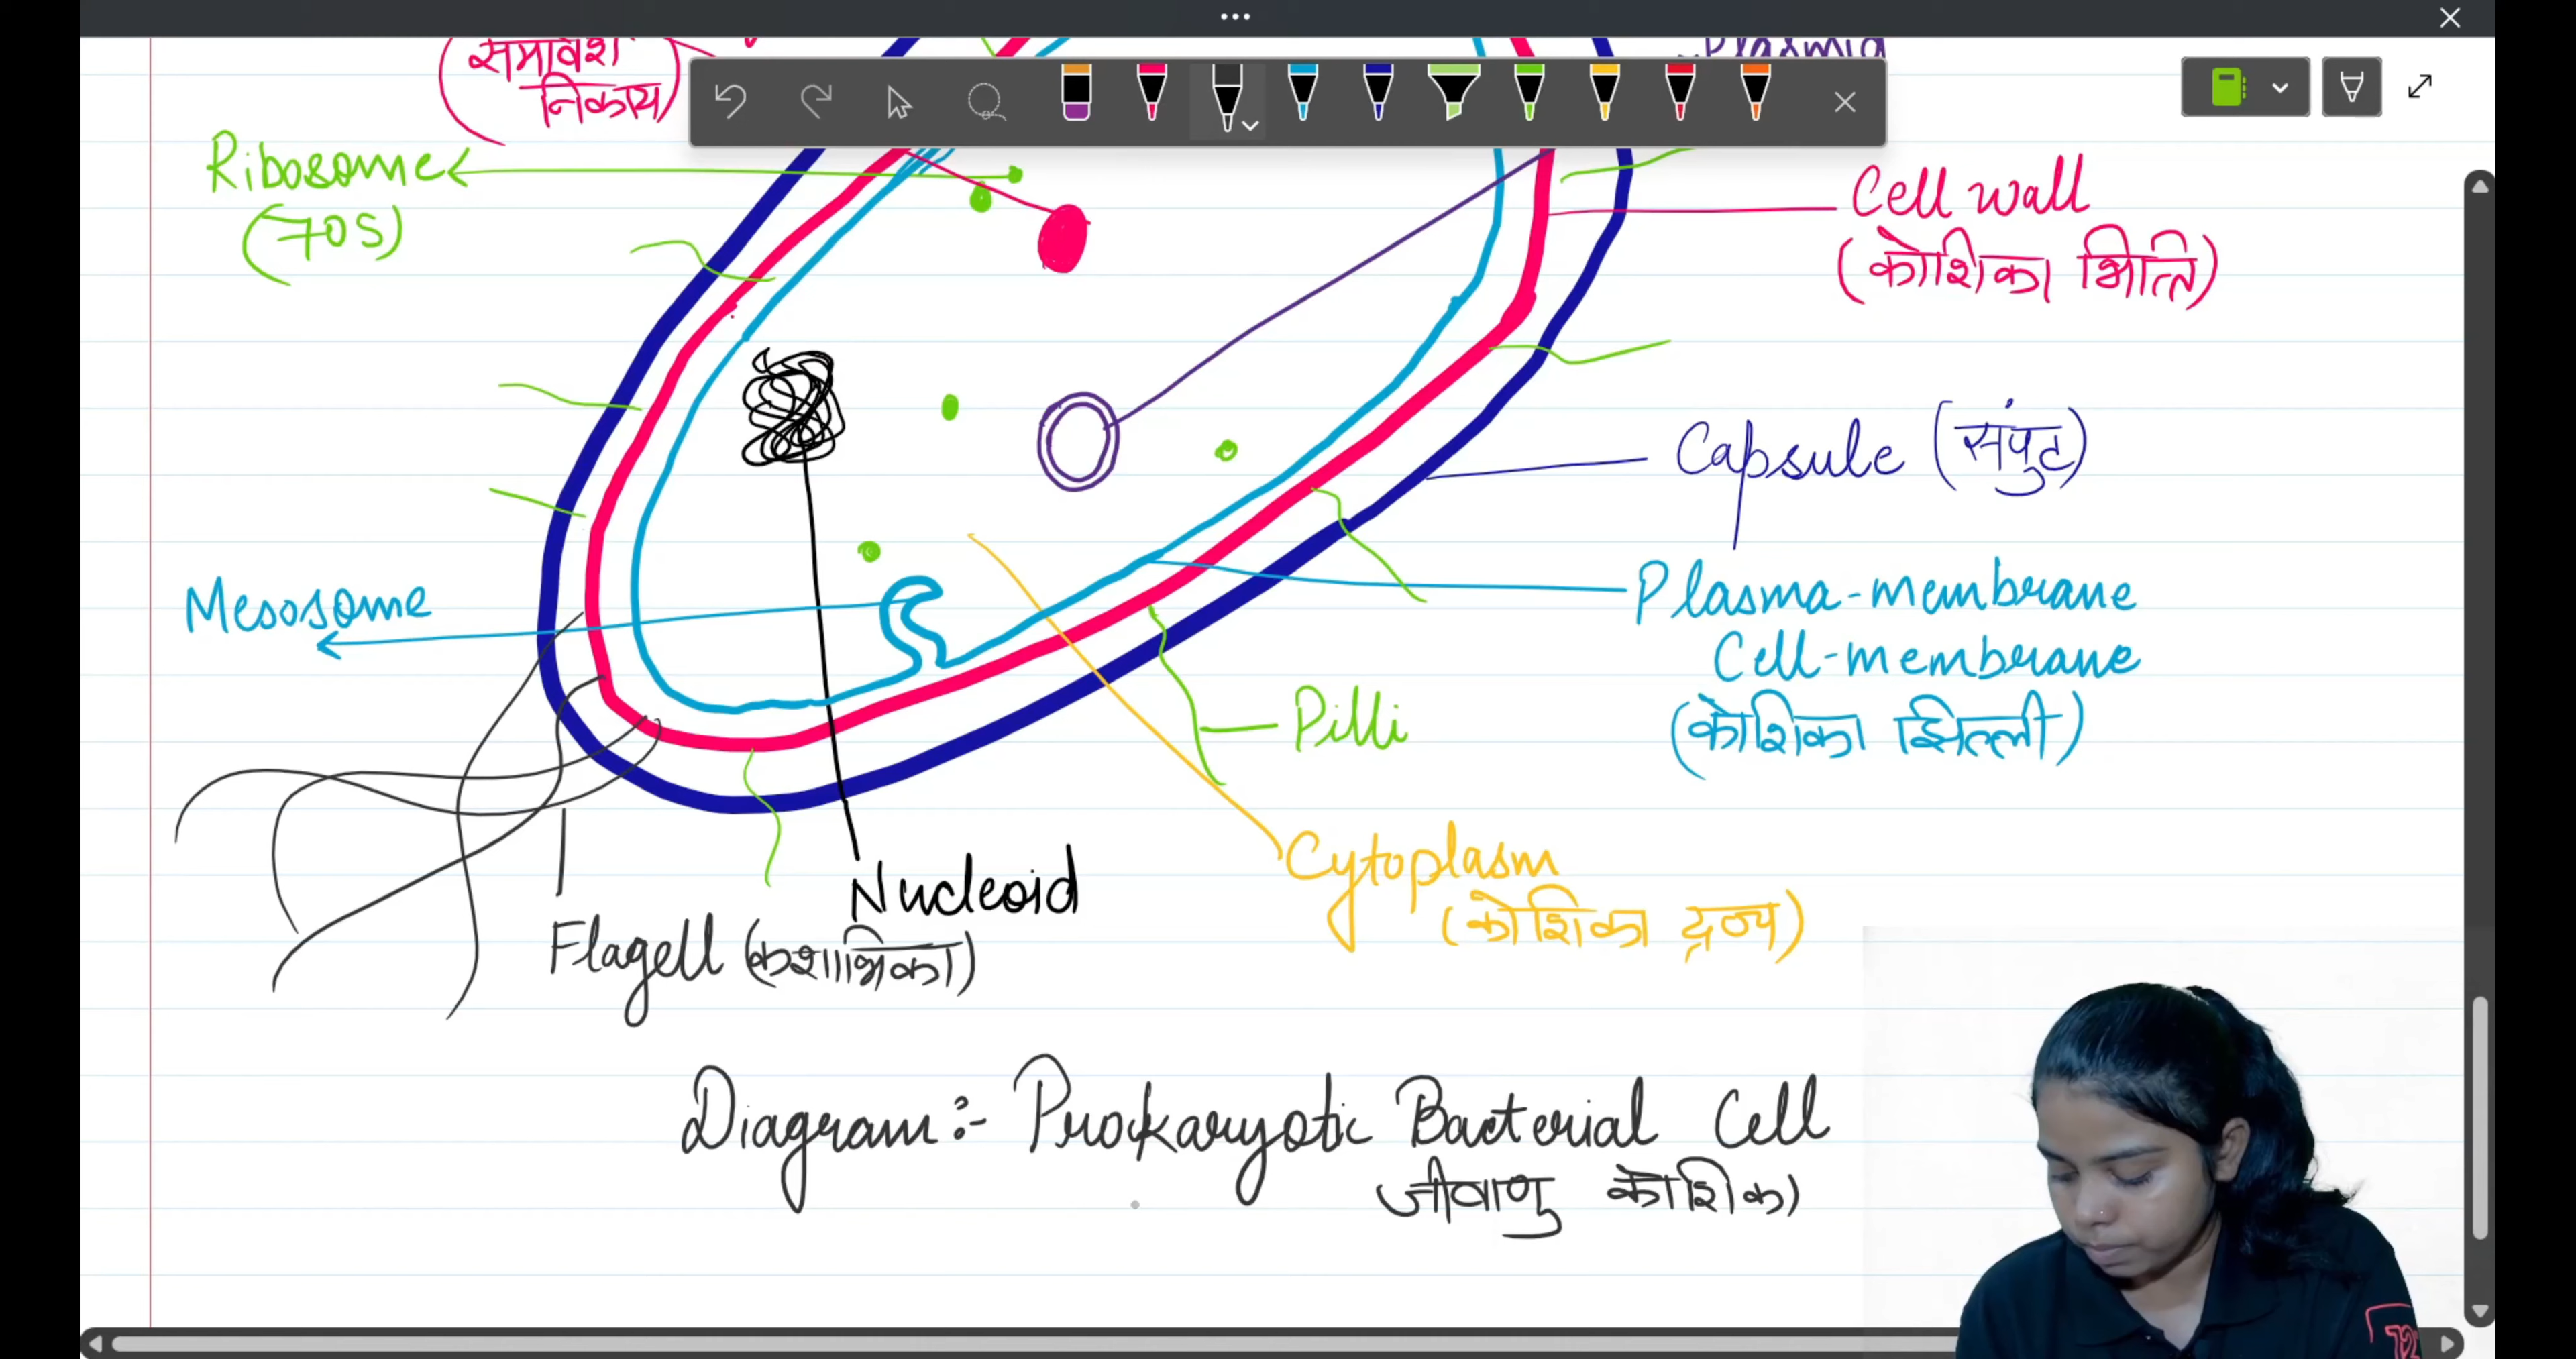 समावेशी
निकाय
Plasmid
Ribosome
(70S)
Cell wall
(कोशिका भित्ति)
Capsule (संपुट)
Mesosome
Plasma-membrane
Cell-membrane
(कोशिका झिल्ली)
Pilli
Cytoplasm
(कोशिका द्रव्य)
Nucleoid
Flagell (कशाभिका)
Diagram:- Prokaryotic Bacterial Cell
जीवाणु कोशिका